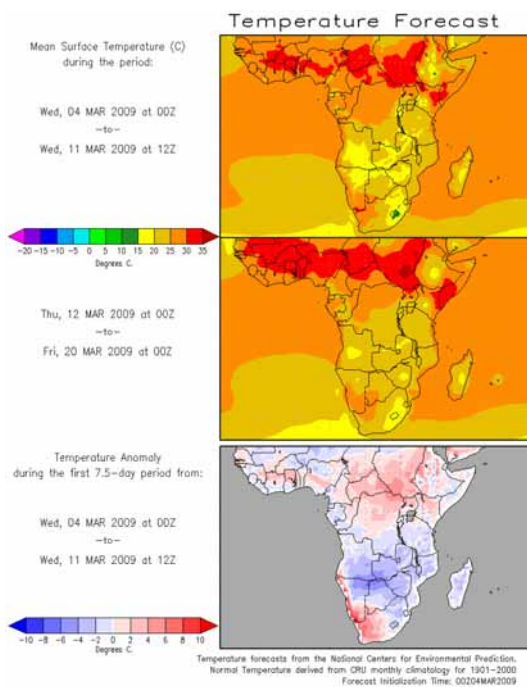 Temperature Forecast
Mean Surface Temperature (C)
during the period:
Wed, 04 MAR 2009 at 00Z
-to-
Wed, 11 MAR 2009 at 12Z
-20 -15 -10 -5 0 5 10 15 20 25 30 35
Degrees C.
Thu, 12 MAR 2009 at 00Z
-to-
Fri, 20 MAR 2009 at 00Z
Temperature Anomaly
during the first 7.5-day period from:
Wed, 04 MAR 2009 at 00Z
-to-
Wed, 11 MAR 2009 at 12Z
-10 -8 -6 -4 -2 0 2 4 6 8 10
Degrees C.
Temperature forecasts from the National Centers for Environmental Prediction.
Normal Temperature derived from CRU monthly climatology for 1901-2000
Forecast Initialization Time: 00Z04MAR2009